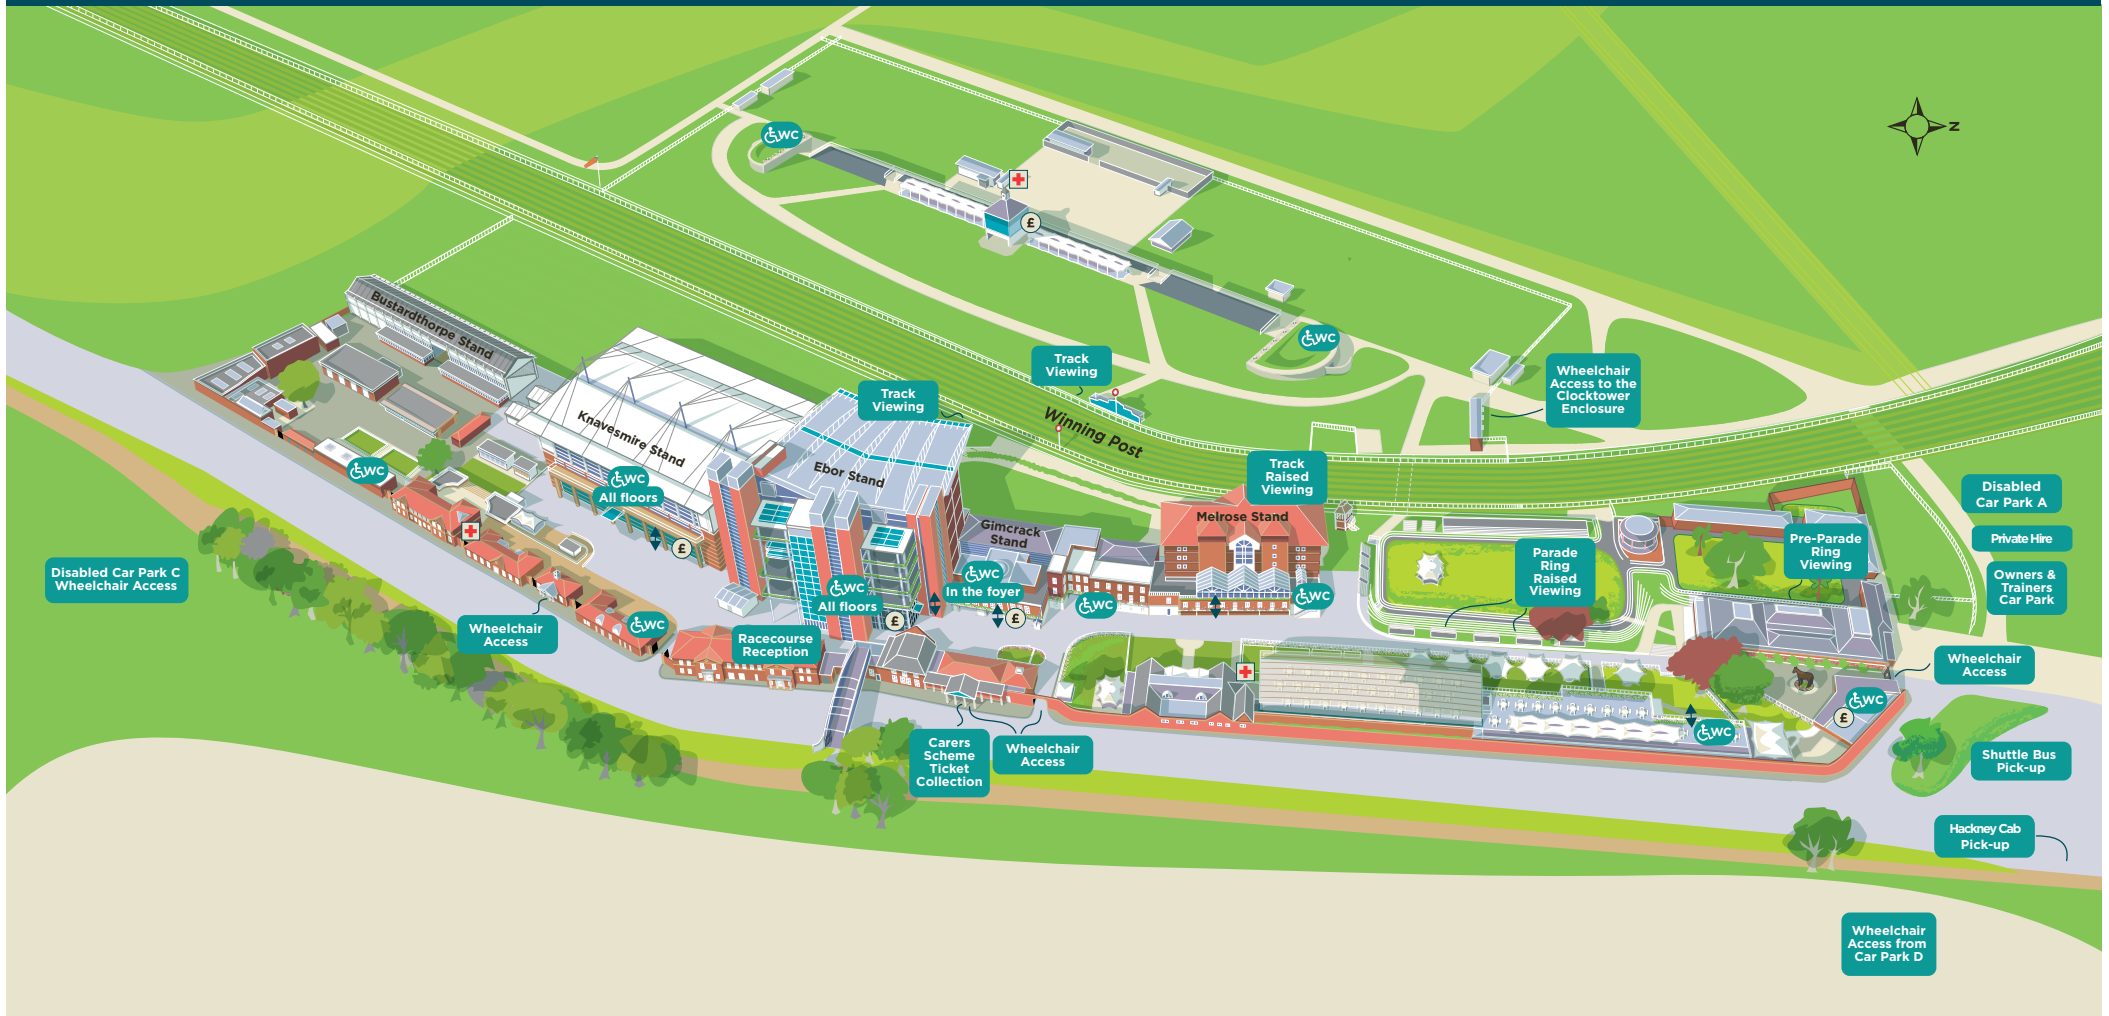 WC
N
£
WC
Bustardthorpe Stand
Track
Viewing
Wheelchair
Access to the
Clocktower
Enclosure
Track
Viewing
Winning Post
Knavesmire Stand
WC
WC
All floors
Ebor Stand
Track
Raised
Viewing
Disabled
Car Park A
Gimcrack
Stand
Melrose Stand
Private Hire
Pre-Parade
Ring
Viewing
Parade
Ring
Raised
Viewing
Owners &
Trainers
Car Park
£
Disabled Car Park C
Wheelchair Access
WC
All floors
WC
In the foyer
WC
WC
£
£
Wheelchair
Access
WC
Racecourse
Reception
Wheelchair
Access
WC
£
WC
Carers
Scheme
Ticket
Collection
Wheelchair
Access
Shuttle Bus
Pick-up
Hackney Cab
Pick-up
Wheelchair
Access from
Car Park D